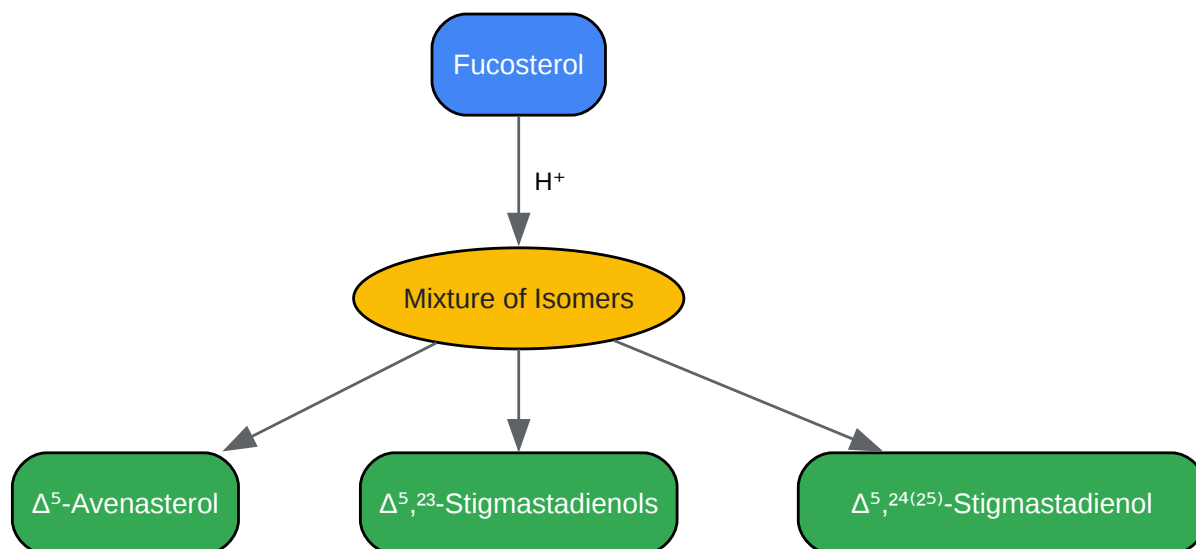 Fucosterol
H⁺
Mixture of Isomers
Δ⁵-Avenasterol
Δ⁵,²³-Stigmastadienols
Δ⁵,²⁴⁽²⁵⁾-Stigmastadienol